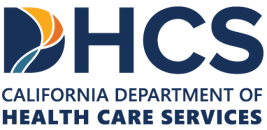 DHCS
CALIFORNIA DEPARTMENT OF
HEALTH CARE SERVICES